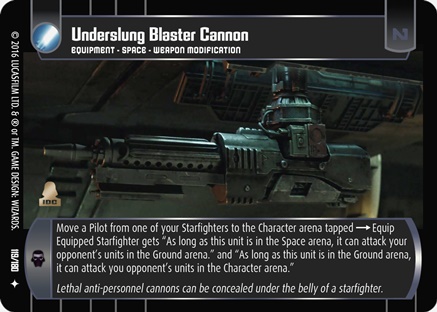 Underslung Blaster Cannon
EQUIPMENT - SPACE - WEAPON MODIFICATION
N
© 2016 LUCASFILM LTD. & ® or TM. GAME DESIGN: WIZARDS.
119/180
Move a Pilot from one of your Starfighters to the Character arena tapped → Equip
Equipped Starfighter gets “As long as this unit is in the Space arena, it can attack your
opponent's units in the Ground arena.” and “As long as this unit is in the Ground arena,
it can attack you opponent's units in the Character arena.”
Lethal anti-personnel cannons can be concealed under the belly of a starfighter.